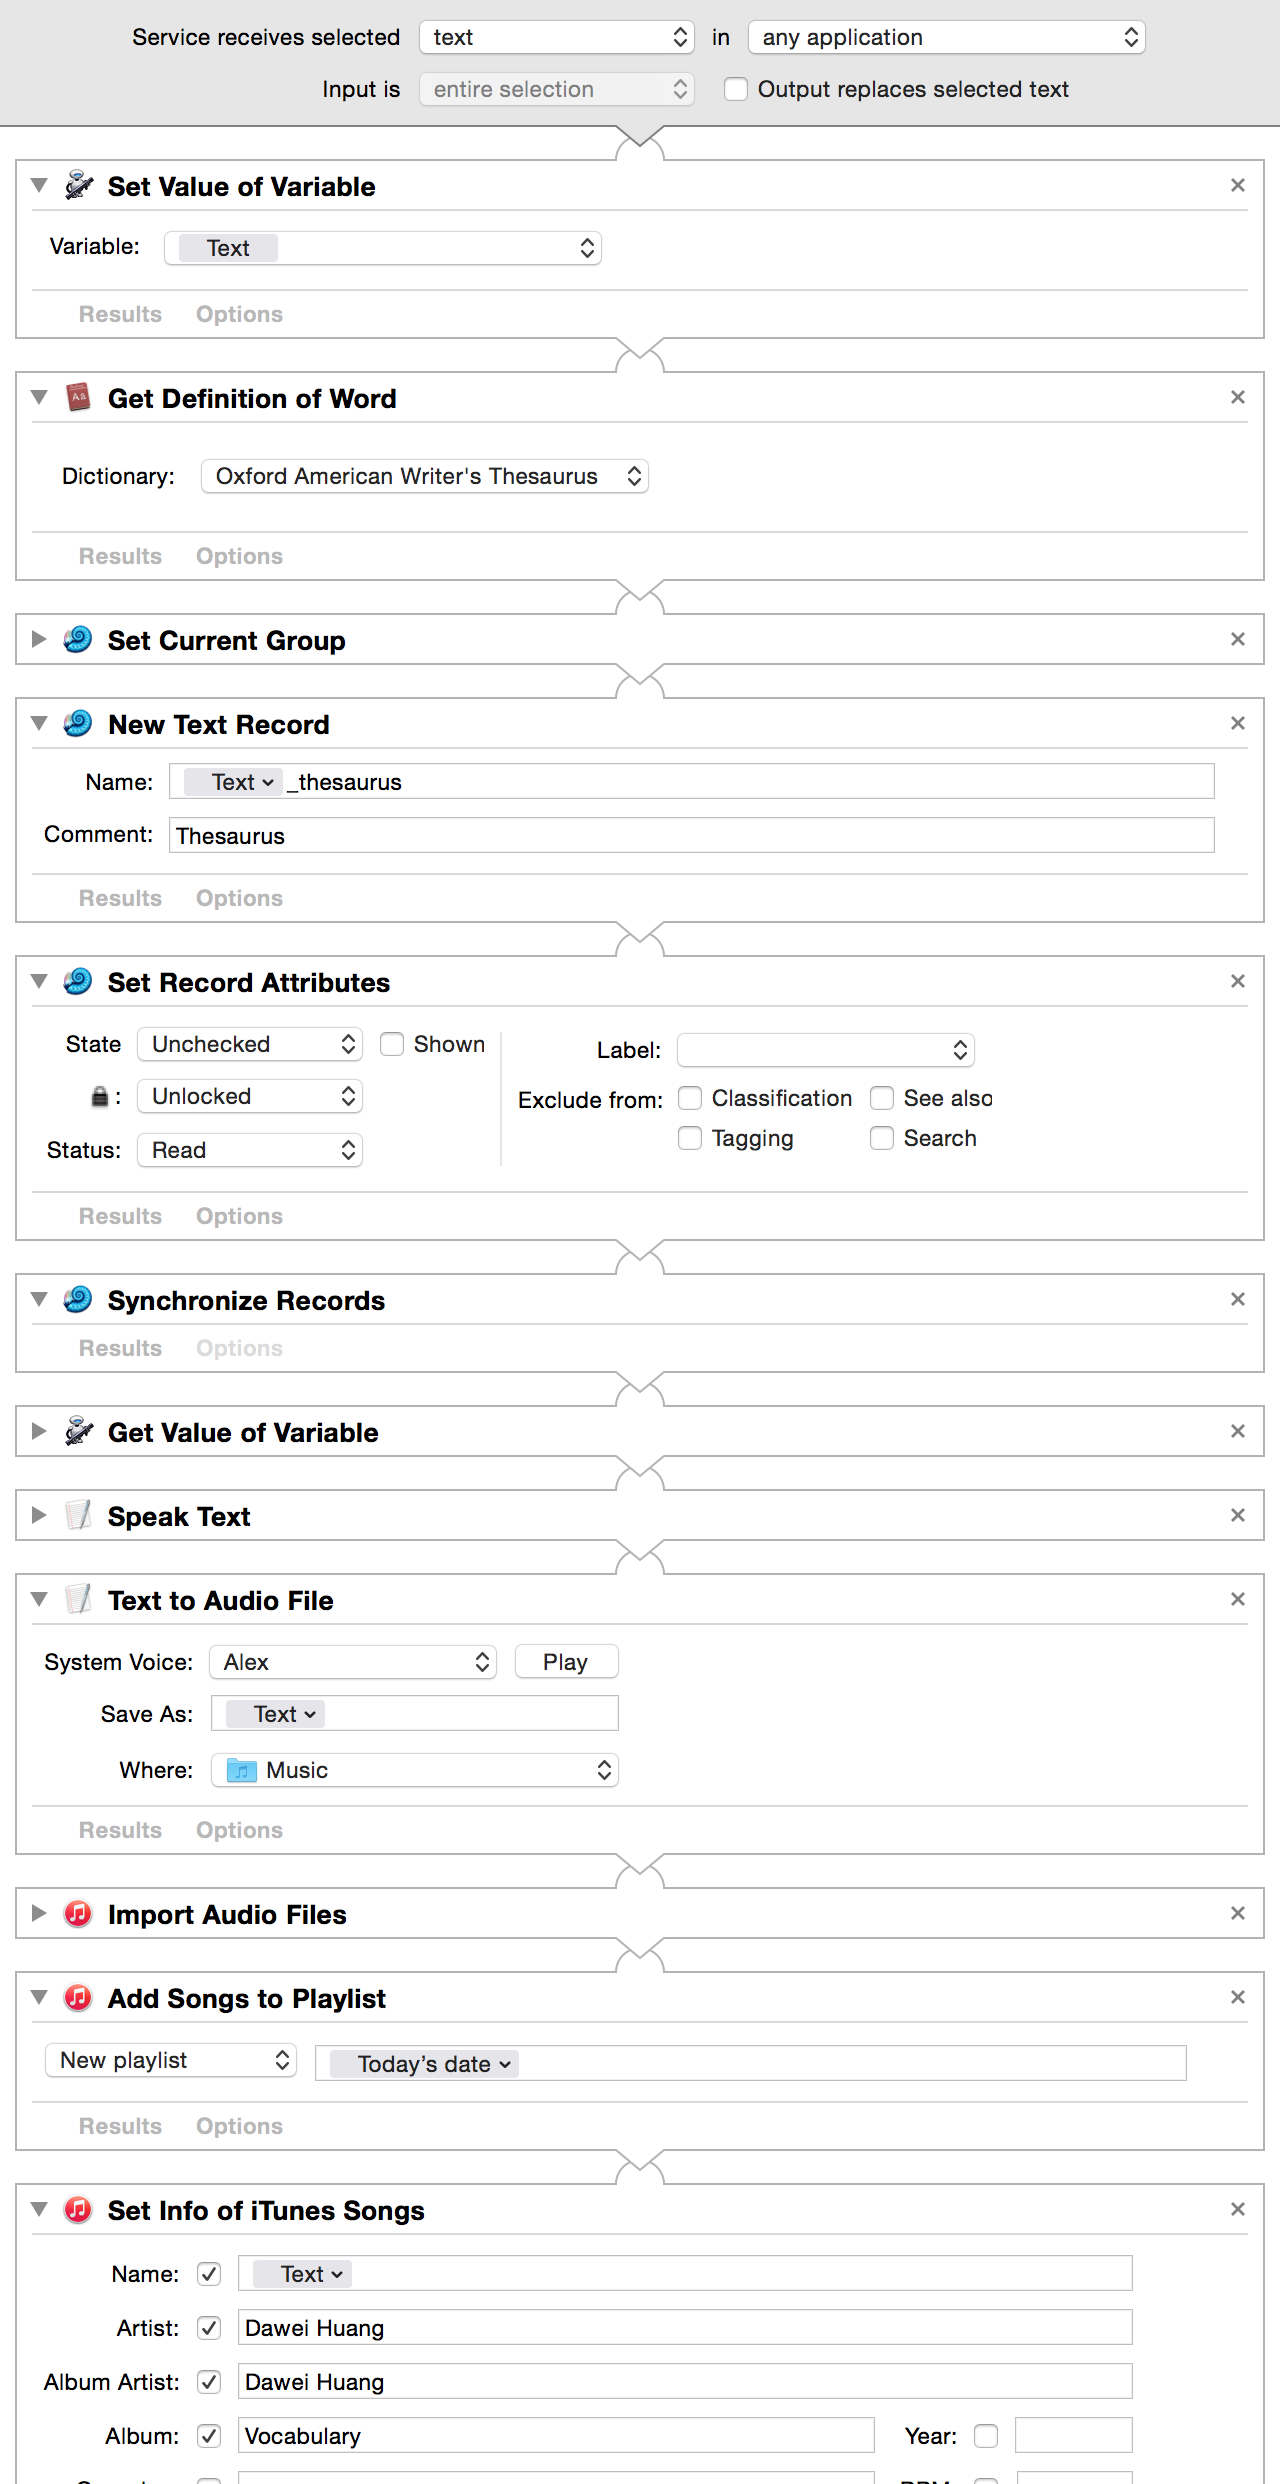 Service receives selected text in any application
Input is entire selection Output replaces selected text
Set Value of Variable
Variable: Text
Results Options
Get Definition of Word
Dictionary: Oxford American Writer's Thesaurus
Results Options
Set Current Group
New Text Record
Name: Text _thesaurus
Comment: Thesaurus
Results Options
Set Record Attributes
State Unchecked Shown Label:
: Unlocked Exclude from: Classification See also
Status: Read Tagging Search
Results Options
Synchronize Records
Results Options
Get Value of Variable
Speak Text
Text to Audio File
System Voice: Alex Play
Save As: Text
Where: Music
Results Options
Import Audio Files
Add Songs to Playlist
New playlist Today’s date
Results Options
Set Info of iTunes Songs
Name: Text
Artist: Dawei Huang
Album Artist: Dawei Huang
Album: Vocabulary Year: